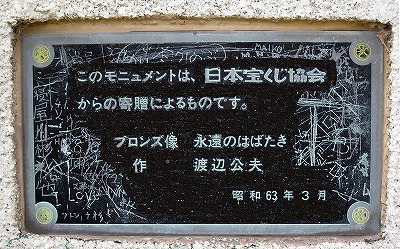 このモニュメントは、日本宝くじ協会
からの寄贈によるものです。
ブロンズ像 永遠のはばたき
作 渡辺公夫
昭和63年3月